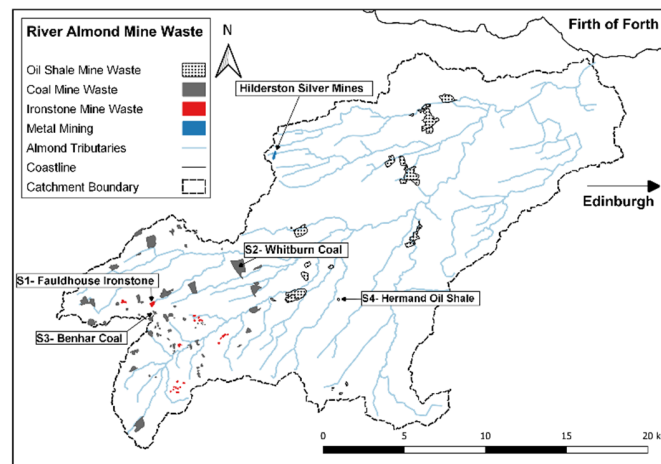 River Almond Mine Waste
Oil Shale Mine Waste
Coal Mine Waste
Ironstone Mine Waste
Metal Mining
Almond Tributaries
Coastline
Catchment Boundary
N
Firth of Forth
Hilderston Silver Mines
Edinburgh
S2- Whitburn Coal
S1- Fauldhouse Ironstone
S4- Hermand Oil Shale
S3- Benhar Coal
0 5 10 15 20 k